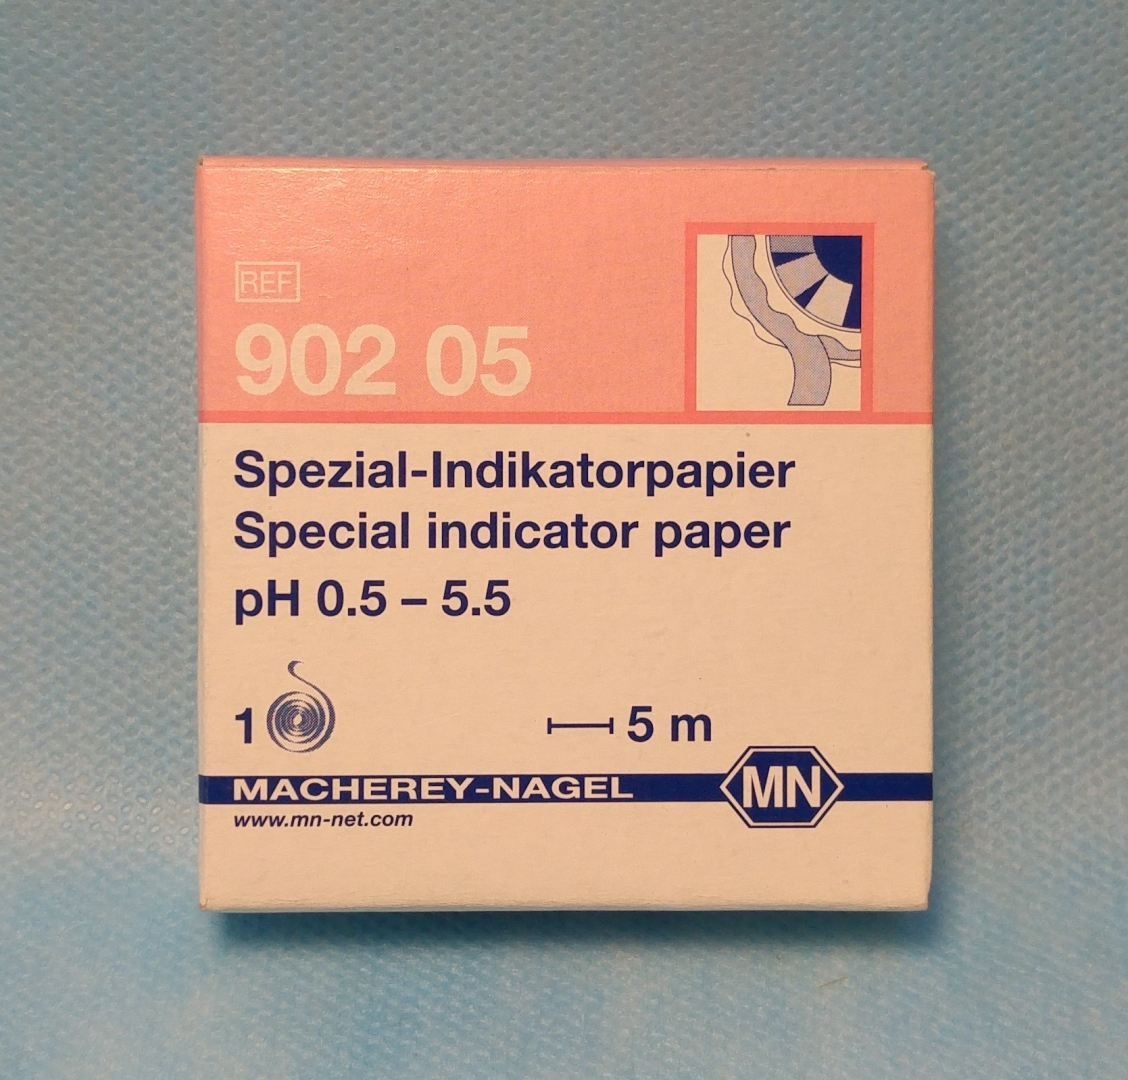 REF
902 05
Spezial-Indikatorpapier
Special indicator paper
pH 0.5 – 5.5
1
5 m
MACHEREY-NAGEL
MN
www.mn-net.com